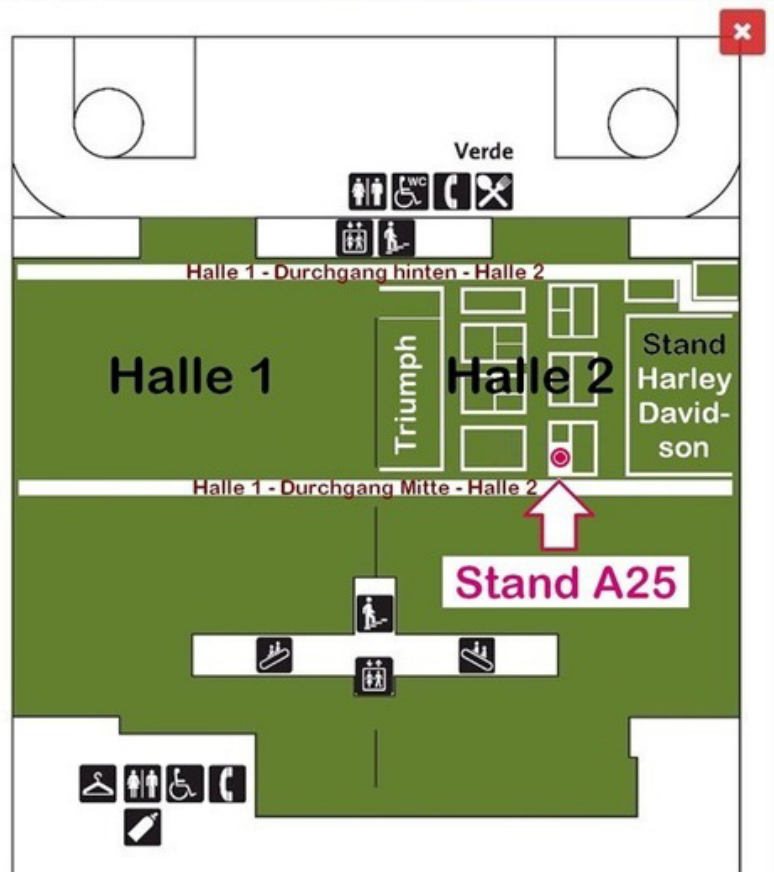 Verde
WC
Halle 1 - Durchgang hinten - Halle 2
Halle 1
Triumph
Halle 2
Stand
Harley
David-
son
Halle 1 - Durchgang Mitte - Halle 2
Stand A25